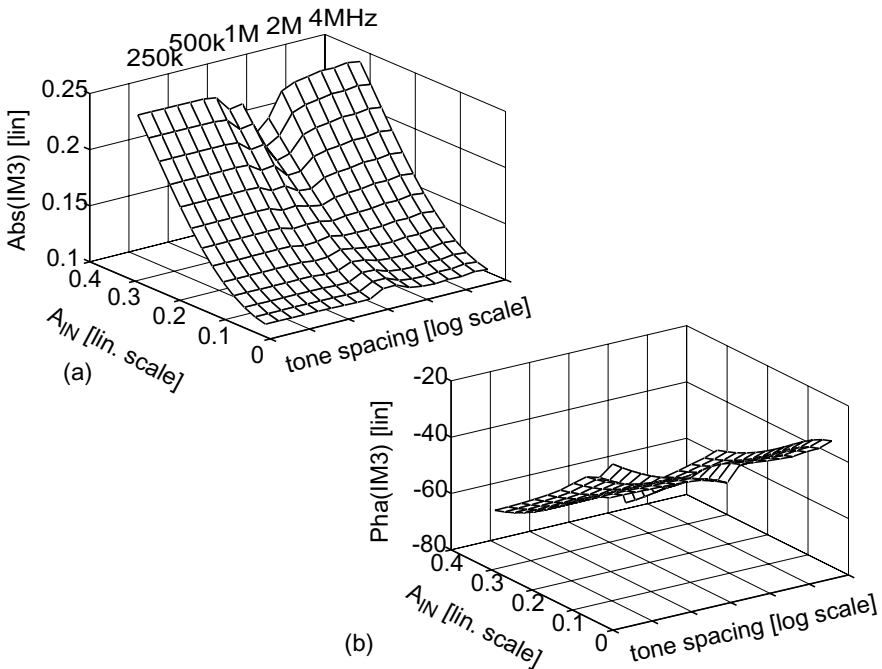 250k 500k 1M 2M 4MHz
Abs(IM3) [lin]
0.25
0.2
0.15
0.1
0.4
0.3
0.2
0.1
0
A_IN [lin. scale]
tone spacing [log scale]
(a)
Pha(IM3) [lin]
-20
-40
-60
-80
0.4
0.3
0.2
0.1
0
A_IN [lin. scale]
tone spacing [log scale]
(b)